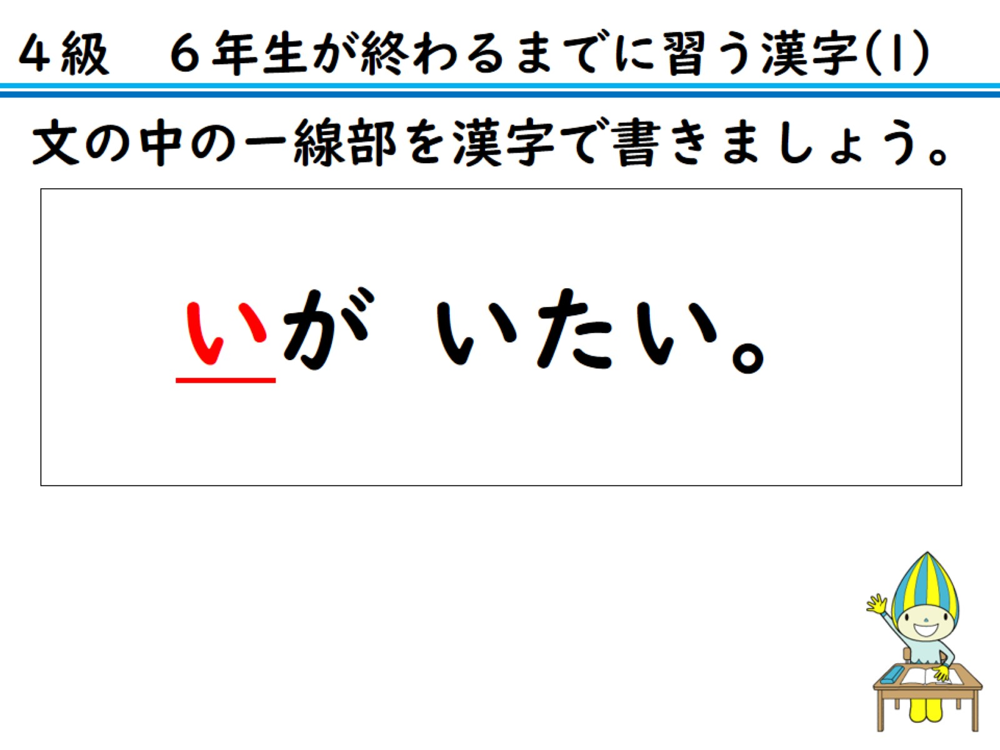 ４級　６年生が終わるまでに習う漢字(1)
文の中の一線部を漢字で書きましょう。
いが いたい。